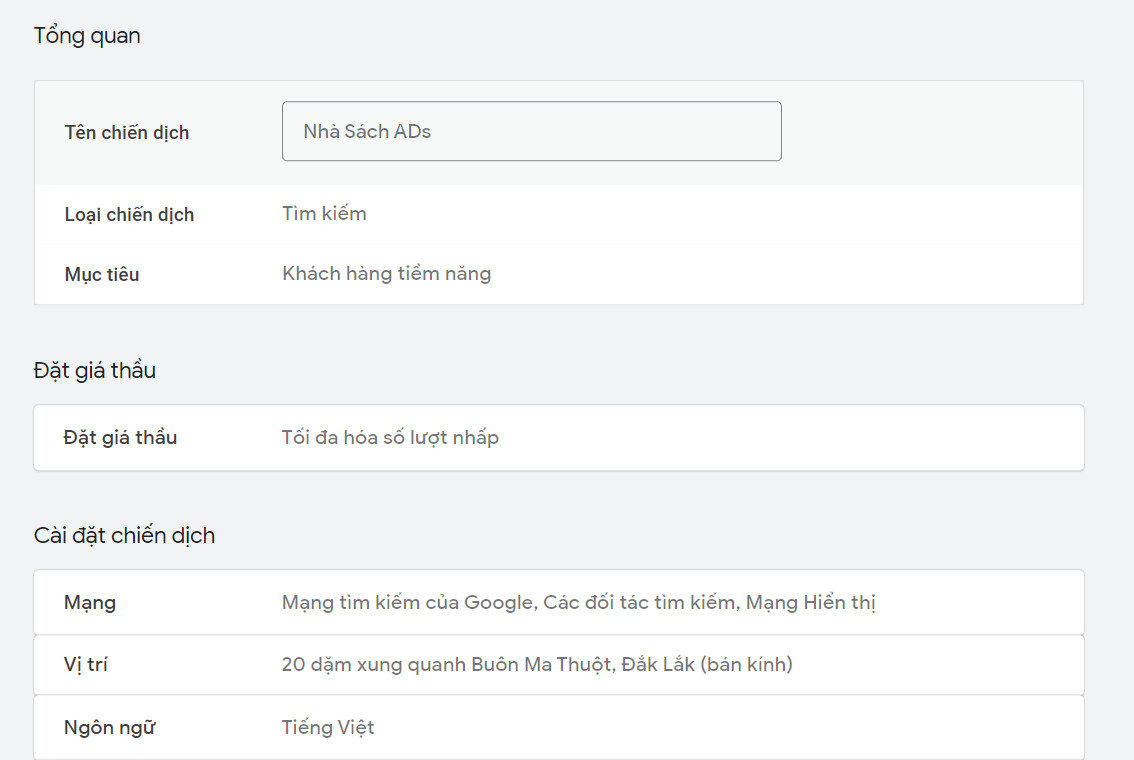 Tổng quan
Tên chiến dịch
Nhà Sách ADs
Loại chiến dịch
Tìm kiếm
Mục tiêu
Khách hàng tiềm năng
Đặt giá thầu
Đặt giá thầu
Tối đa hóa số lượt nhấp
Cài đặt chiến dịch
Mạng
Mạng tìm kiếm của Google, Các đối tác tìm kiếm, Mạng Hiển thị
Vị trí
20 dặm xung quanh Buôn Ma Thuột, Đắk Lắk (bán kính)
Ngôn ngữ
Tiếng Việt